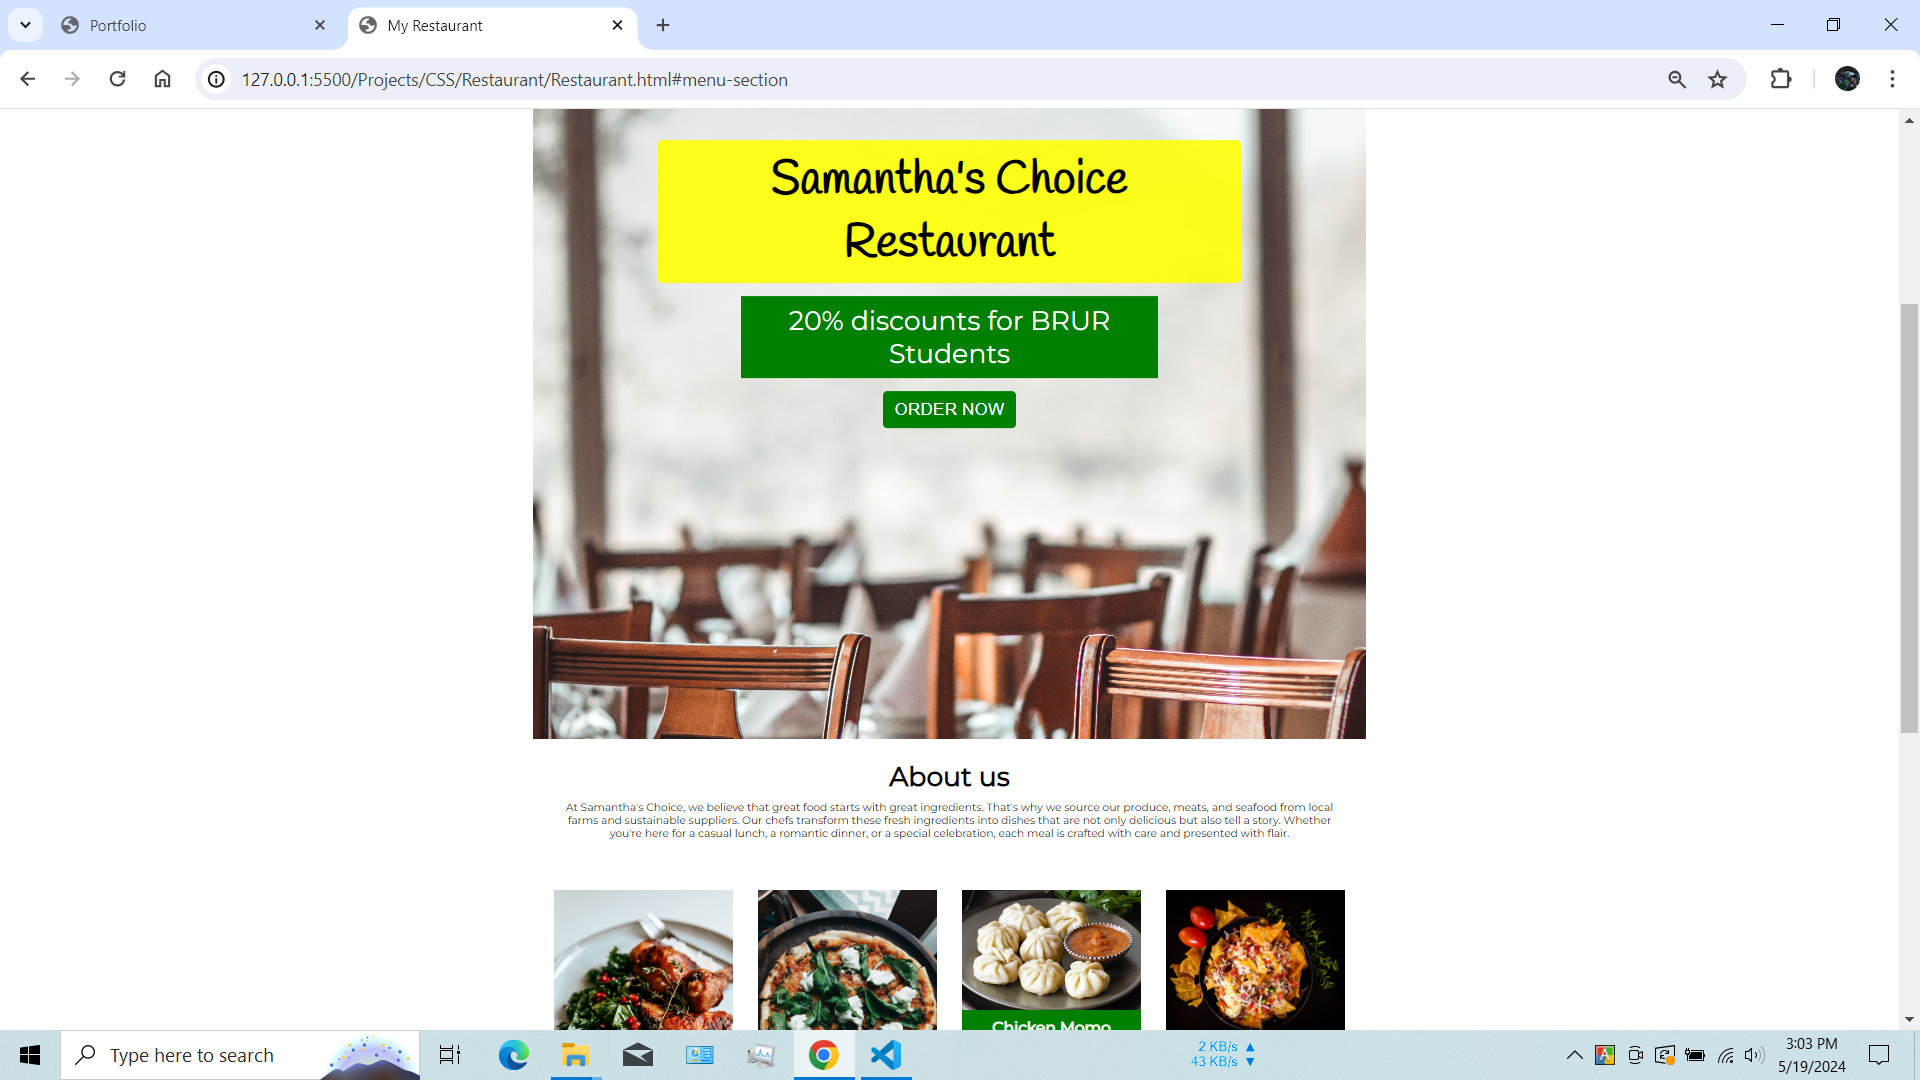 Portfolio
My Restaurant
127.0.0.1:5500/Projects/CSS/Restaurant/Restaurant.html#menu-section
Samantha's Choice
Restaurant
20% discounts for BRUR
Students
ORDER NOW
About us
At Samantha's Choice, we believe that great food starts with great ingredients. That's why we source our produce, meats, and seafood from local
farms and sustainable suppliers. Our chefs transform these fresh ingredients into dishes that are not only delicious but also tell a story. Whether
you're here for a casual lunch, a romantic dinner, or a special celebration, each meal is crafted with care and presented with flair.
Chicken Momo
Type here to search
2 KB/s
43 KB/s
A
3:03 PM
5/19/2024